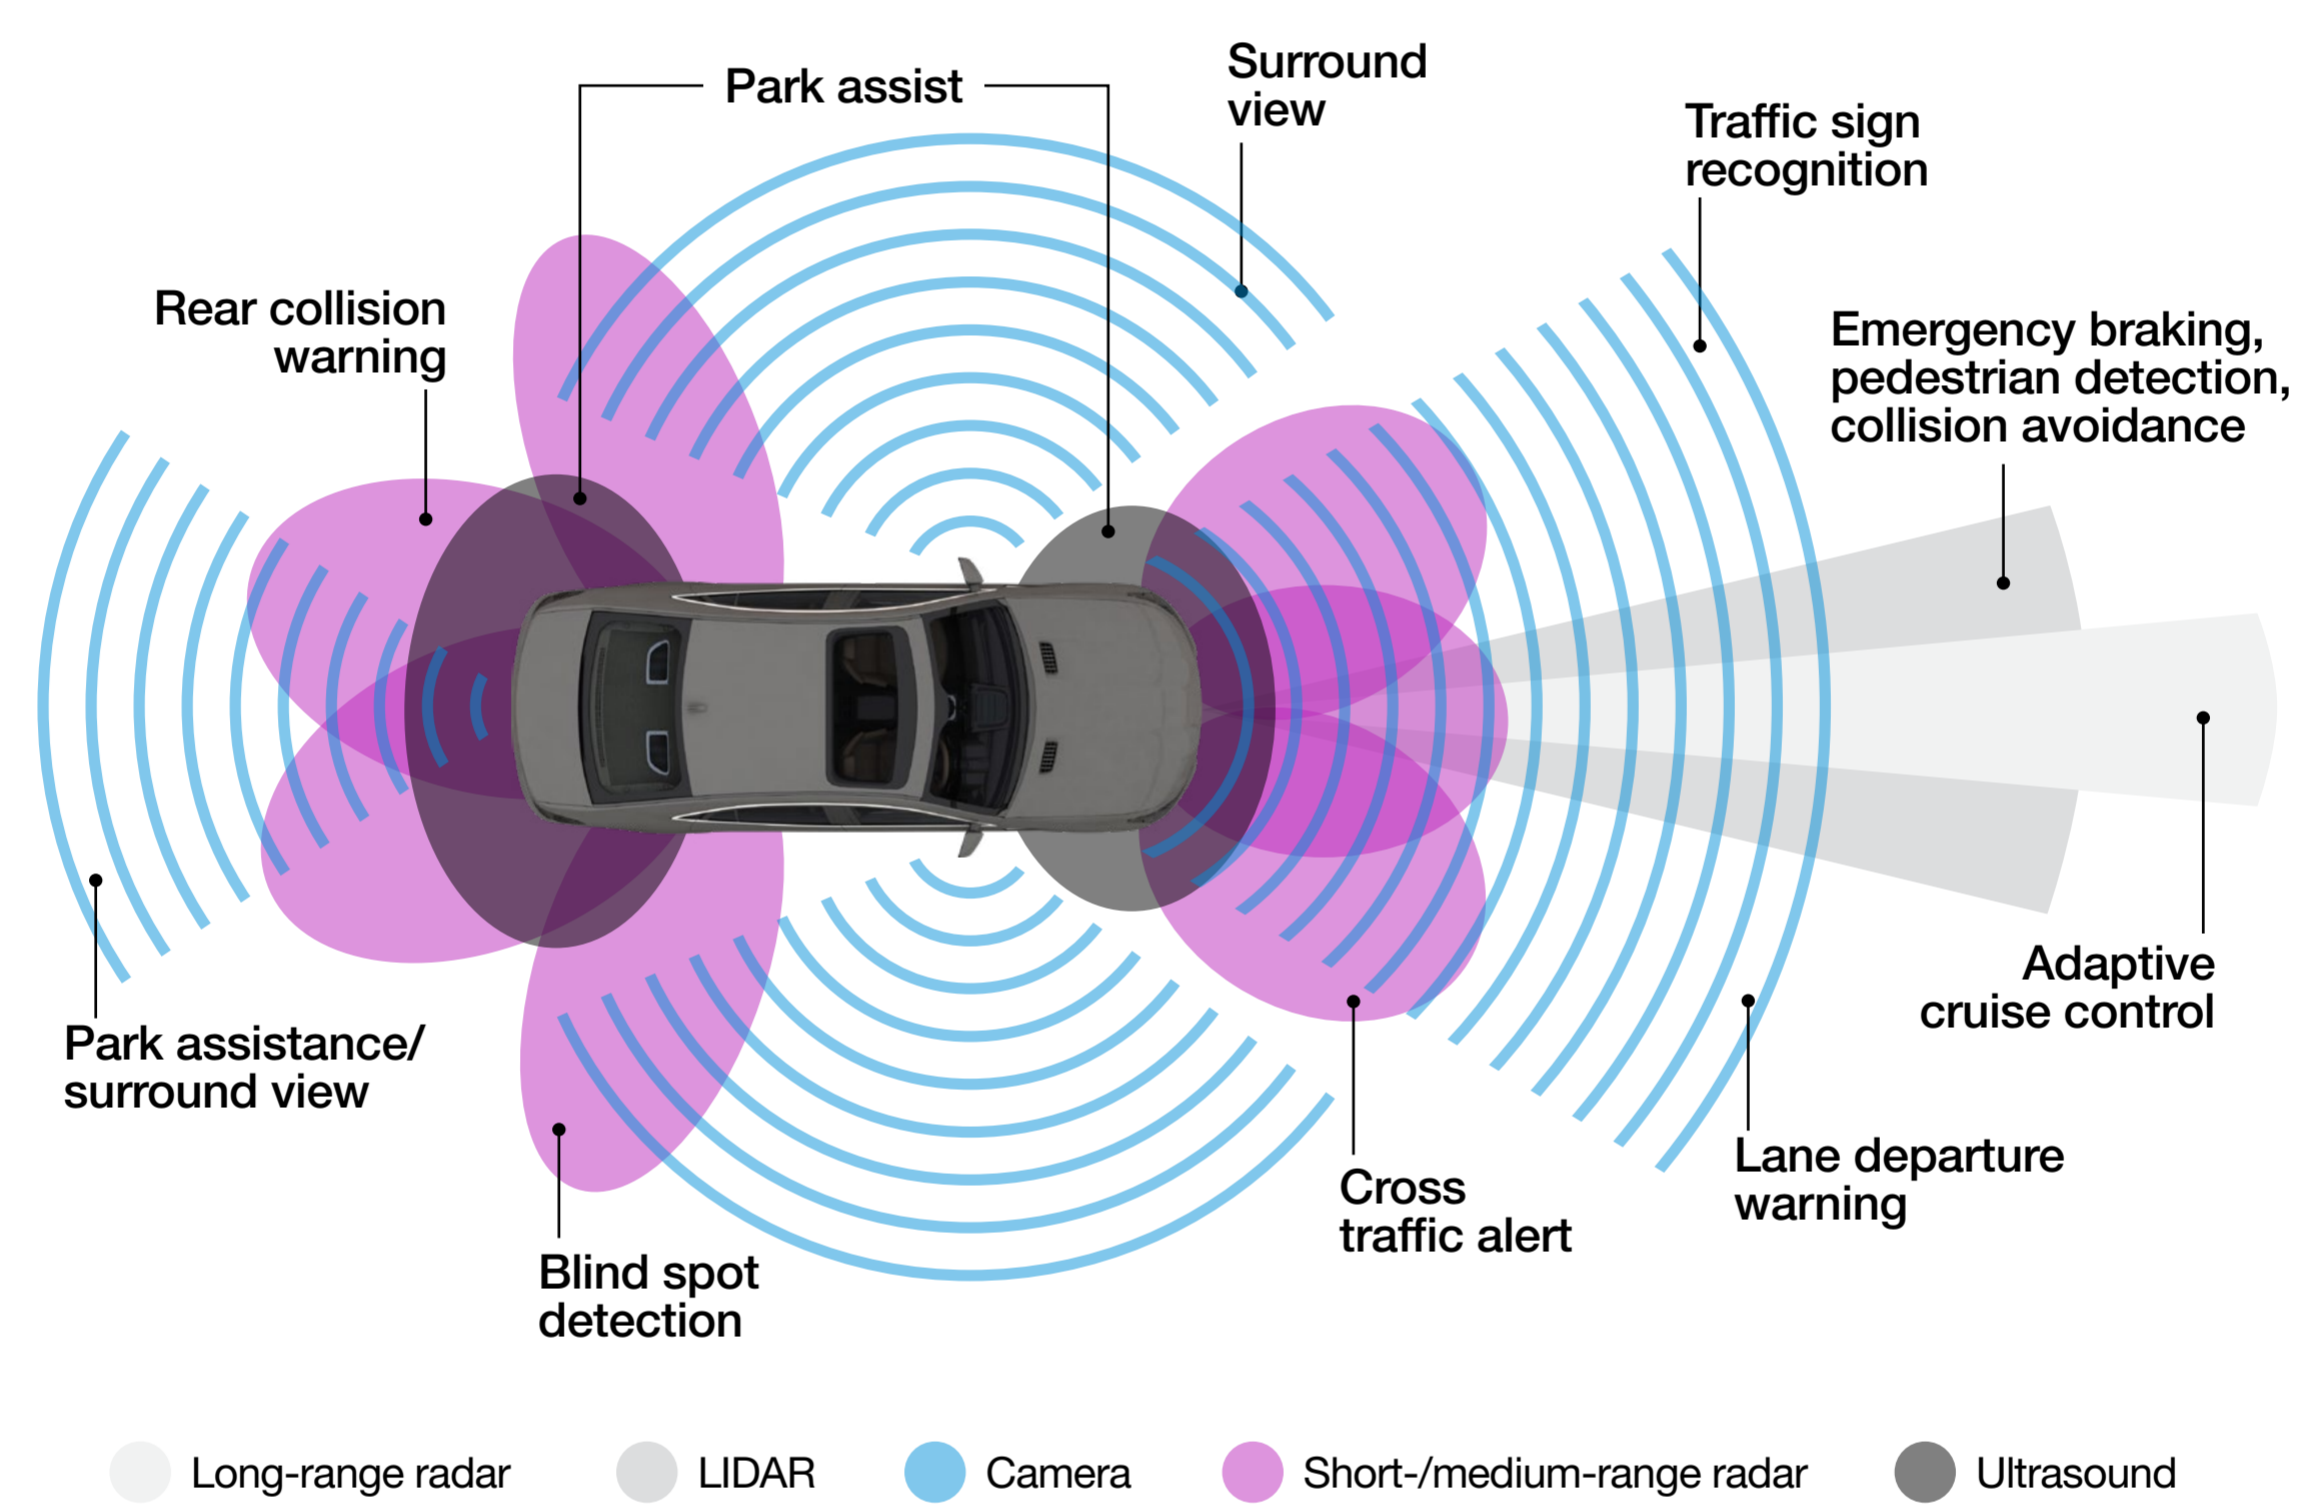 Park assist
Surround
view
Traffic sign
recognition
Rear collision
warning
Emergency braking,
pedestrian detection,
collision avoidance
Adaptive
cruise control
Park assistance/
surround view
Lane departure
warning
Cross
traffic alert
Blind spot
detection
Long-range radar
LIDAR
Camera
Short-/medium-range radar
Ultrasound